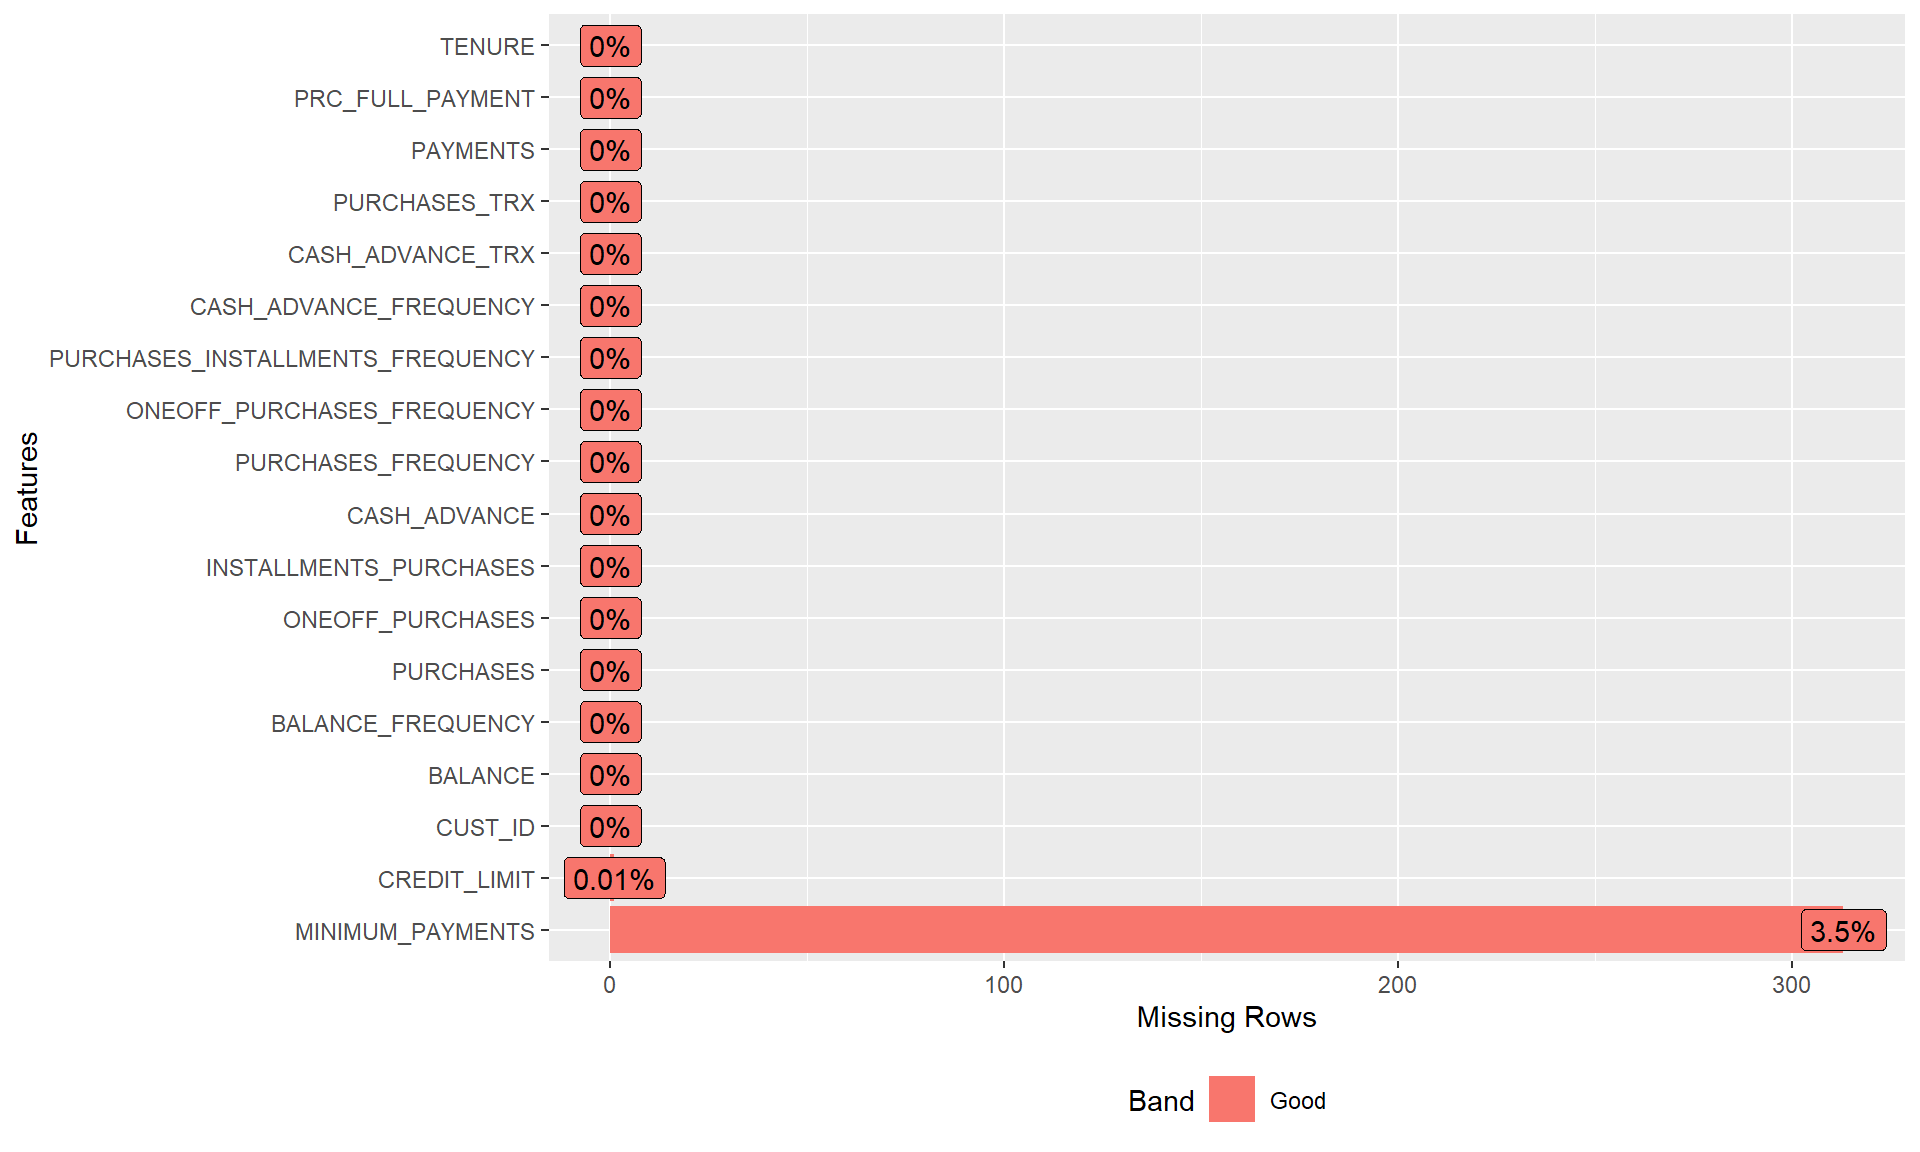 TENURE 0%
PRC_FULL_PAYMENT 0%
PAYMENTS 0%
PURCHASES_TRX 0%
CASH_ADVANCE_TRX 0%
CASH_ADVANCE_FREQUENCY 0%
PURCHASES_INSTALLMENTS_FREQUENCY 0%
ONEOFF_PURCHASES_FREQUENCY 0%
PURCHASES_FREQUENCY 0%
CASH_ADVANCE 0%
INSTALLMENTS_PURCHASES 0%
ONEOFF_PURCHASES 0%
PURCHASES 0%
BALANCE_FREQUENCY 0%
BALANCE 0%
CUST_ID 0%
CREDIT_LIMIT 0.01%
MINIMUM_PAYMENTS 3.5%
Features
0 100 200 300
Missing Rows
Band Good